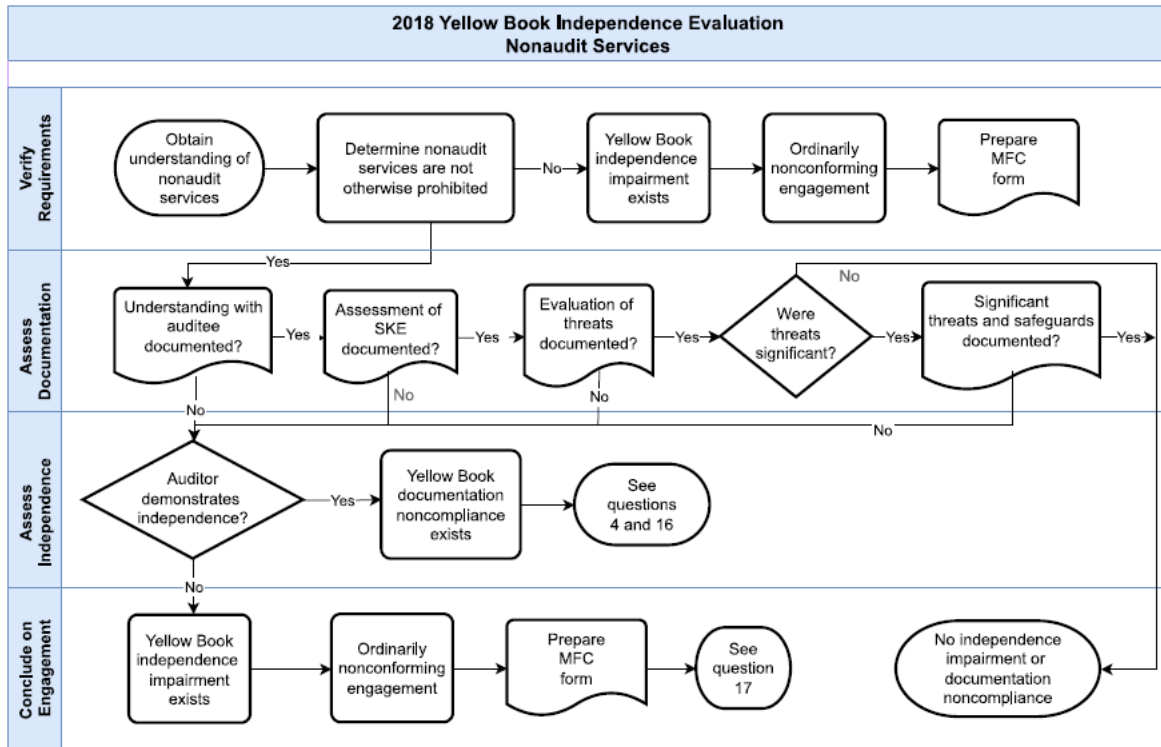 2018 Yellow Book Independence Evaluation
Nonaudit Services
Verify
Requirements
Obtain
understanding of
nonaudit
services
Determine nonaudit
services are not
otherwise prohibited
No
Yellow Book
independence
impairment
exists
Ordinarily
nonconforming
engagement
Prepare
MFC
form
Yes
Assess
Documentation
Understanding with
auditee
documented?
Yes
Assessment of
SKE
documented?
Yes
Evaluation of
threats
documented?
Yes
Were
threats
significant?
No
Yes
Significant
threats and safeguards
documented?
Yes
No
No
No
No
Assess
Independence
Auditor
demonstrates
independence?
Yes
Yellow Book
documentation
noncompliance
exists
See
questions
4 and 16
No
Conclude on
Engagement
Yellow Book
independence
impairment
exists
Ordinarily
nonconforming
engagement
Prepare
MFC
form
See
question
17
No independence
impairment or
documentation
noncompliance